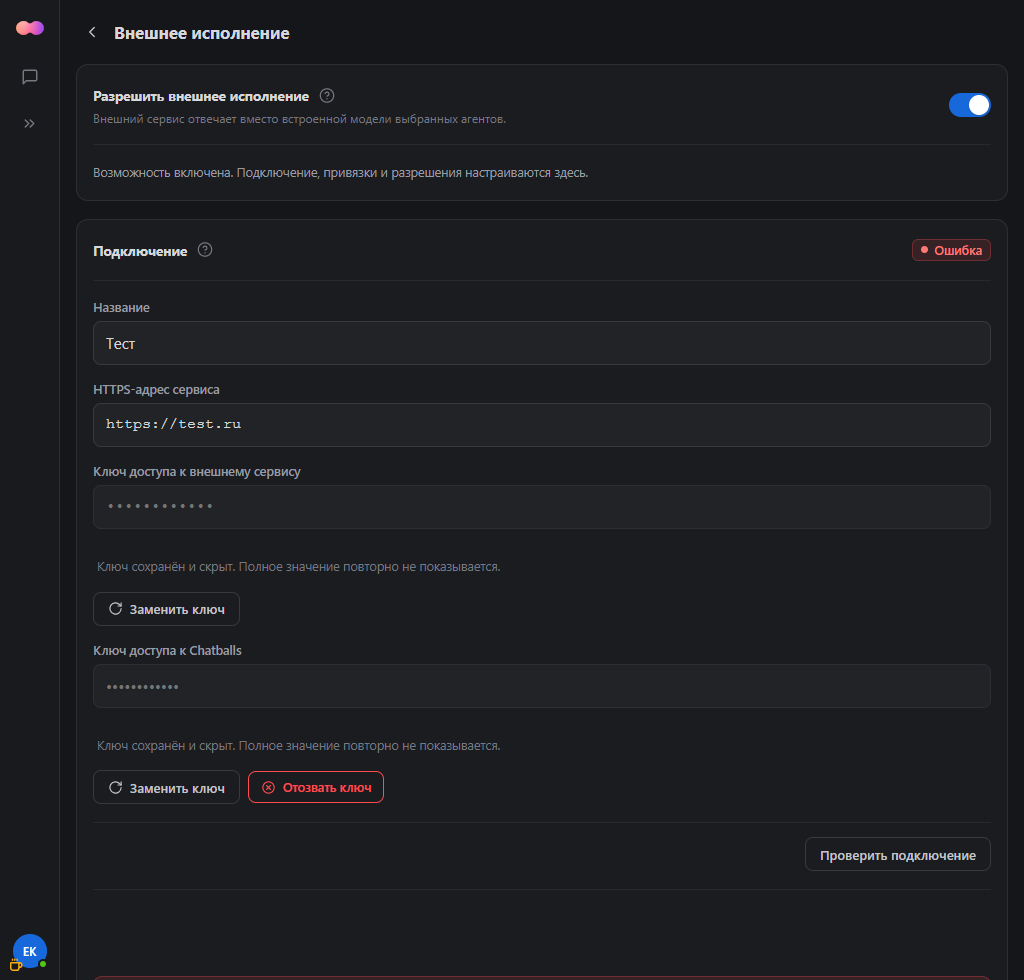 Внешнее исполнение
Разрешить внешнее исполнение
Внешний сервис отвечает вместо встроенной модели выбранных агентов.
Возможность включена. Подключение, привязки и разрешения настраиваются здесь.
Подключение
Ошибка
Название
Тест
HTTPS-адрес сервиса
https://test.ru
Ключ доступа к внешнему сервису
••••••••••••
Ключ сохранён и скрыт. Полное значение повторно не показывается.
Заменить ключ
Ключ доступа к Chatballs
••••••••••••
Ключ сохранён и скрыт. Полное значение повторно не показывается.
Заменить ключ
Отозвать ключ
Проверить подключение
ЕК